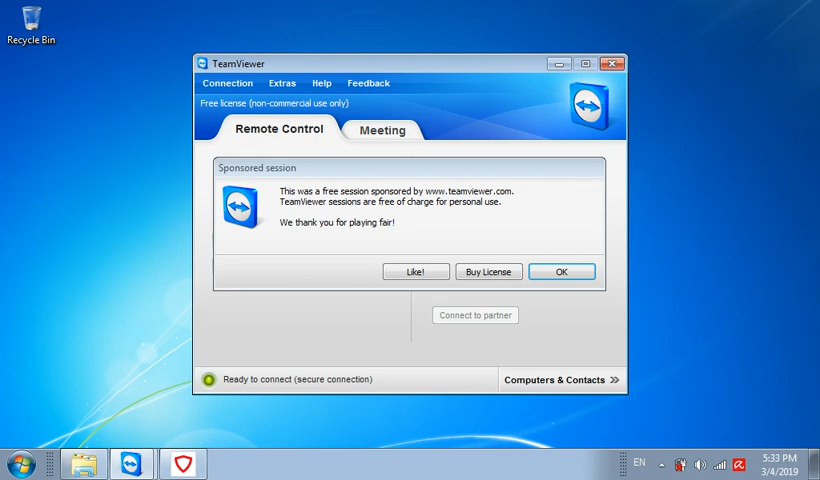 Recycle Bin
TeamViewer
Connection Extras Help Feedback
Free license (non-commercial use only)
Remote Control Meeting
Sponsored session
This was a free session sponsored by www.teamviewer.com.
TeamViewer sessions are free of charge for personal use.
We thank you for playing fair!
Like! Buy License OK
Connect to partner
Ready to connect (secure connection) Computers & Contacts
EN 5:33 PM
3/4/2019